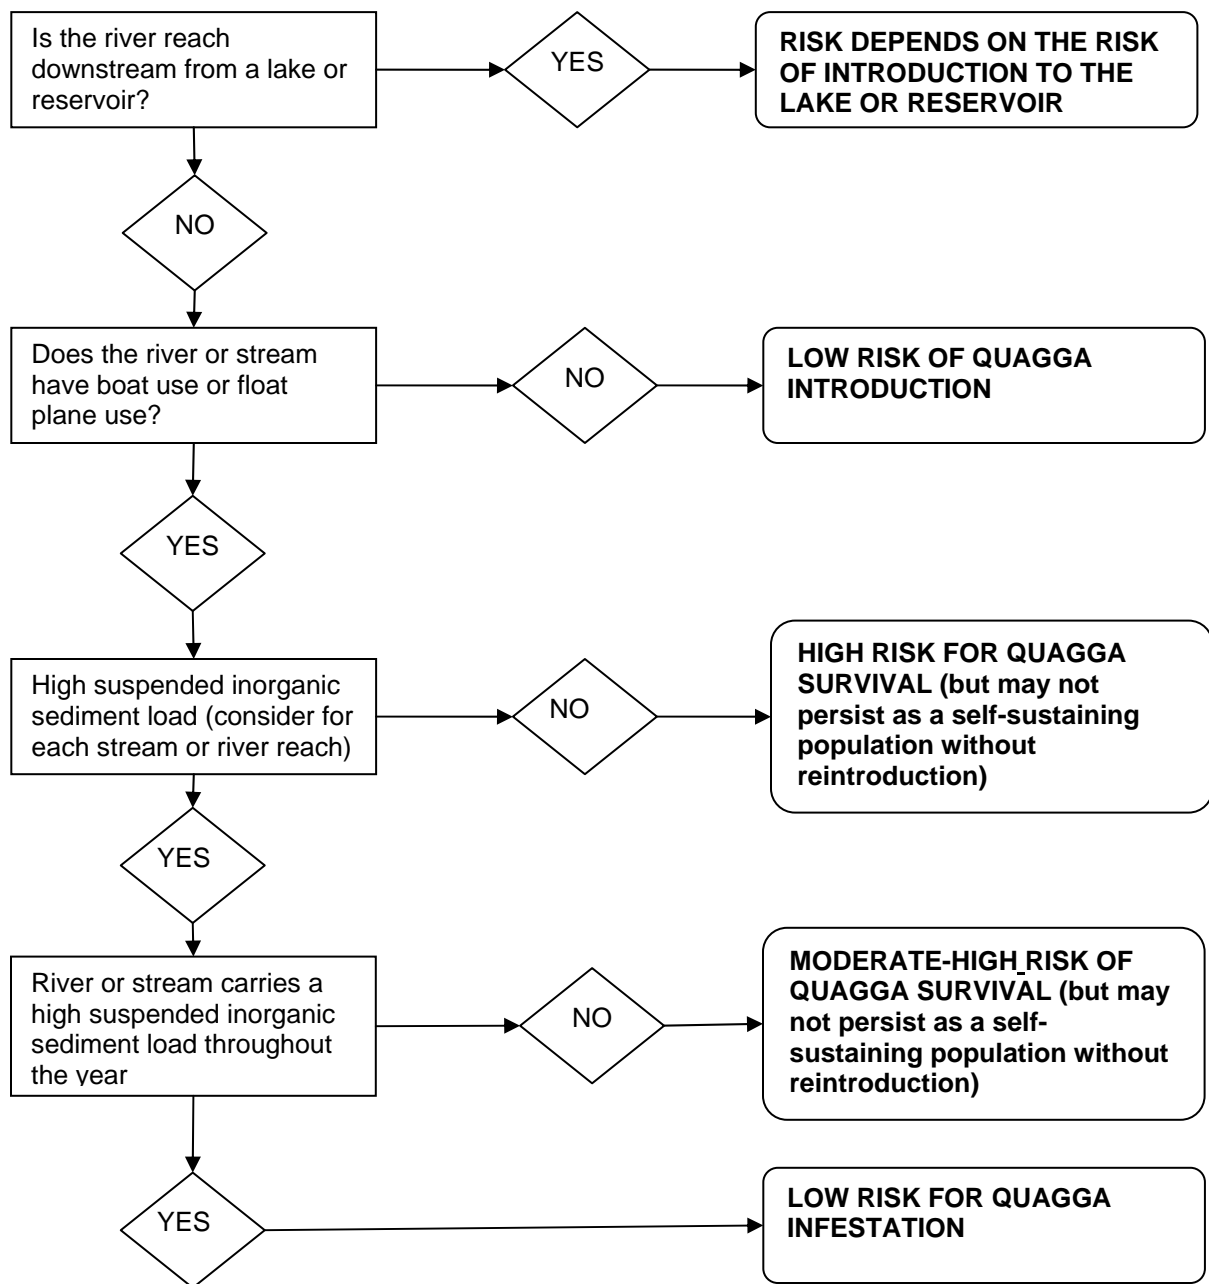 Is the river reach
downstream from a lake or
reservoir?
YES
RISK DEPENDS ON THE RISK
OF INTRODUCTION TO THE
LAKE OR RESERVOIR
NO
Does the river or stream
have boat use or float
plane use?
NO
LOW RISK OF QUAGGA
INTRODUCTION
YES
High suspended inorganic
sediment load (consider for
each stream or river reach)
NO
HIGH RISK FOR QUAGGA
SURVIVAL (but may not
persist as a self-sustaining
population without
reintroduction)
YES
River or stream carries a
high suspended inorganic
sediment load throughout
the year
NO
MODERATE-HIGH RISK OF
QUAGGA SURVIVAL (but may
not persist as a self-
sustaining population without
reintroduction)
YES
LOW RISK FOR QUAGGA
INFESTATION